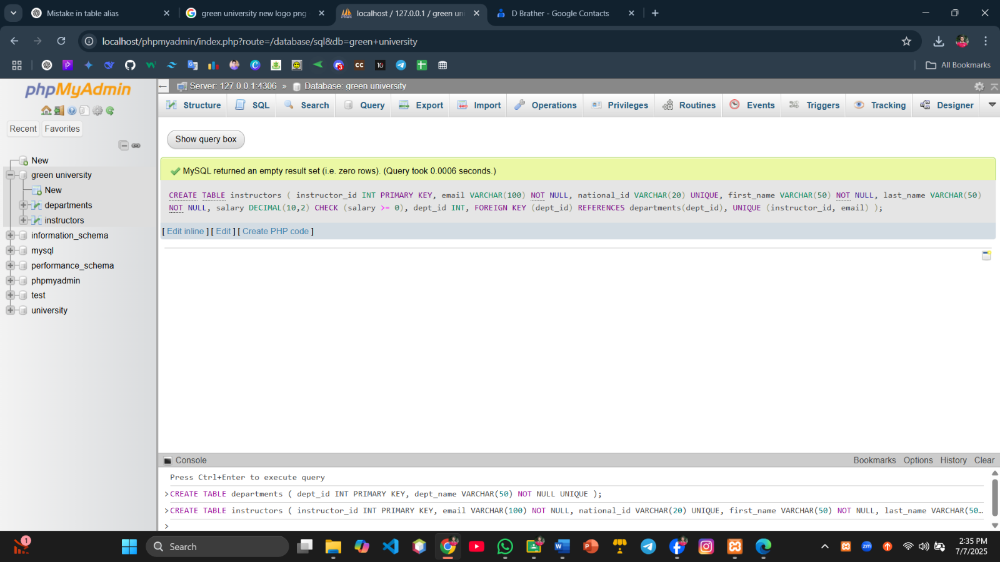 Mistake in table alias
green university new logo png
localhost / 127.0.0.1 / green uni
D Brather - Google Contacts
localhost/phpmyadmin/index.php?route=/database/sql&db=green+university
All Bookmarks
phpMyAdmin
Recent
Favorites
New
green university
New
departments
instructors
information_schema
mysql
performance_schema
phpmyadmin
test
university
Server: 127.0.0.1:4306 » Database: green university
Structure
SQL
Search
Query
Export
Import
Operations
Privileges
Routines
Events
Triggers
Tracking
Designer
Show query box
MySQL returned an empty result set (i.e. zero rows). (Query took 0.0006 seconds.)
CREATE TABLE instructors ( instructor_id INT PRIMARY KEY, email VARCHAR(100) NOT NULL, national_id VARCHAR(20) UNIQUE, first_name VARCHAR(50) NOT NULL, last_name VARCHAR(50)
NOT NULL, salary DECIMAL(10,2) CHECK (salary >= 0), dept_id INT, FOREIGN KEY (dept_id) REFERENCES departments(dept_id), UNIQUE (instructor_id, email) );
[ Edit inline ] [ Edit ] [ Create PHP code ]
Console
Bookmarks
Options
History
Clear
Press Ctrl+Enter to execute query
>CREATE TABLE departments ( dept_id INT PRIMARY KEY, dept_name VARCHAR(50) NOT NULL UNIQUE );
>CREATE TABLE instructors ( instructor_id INT PRIMARY KEY, email VARCHAR(100) NOT NULL, national_id VARCHAR(20) UNIQUE, first_name VARCHAR(50) NOT NULL, last_name VARCHAR(50…
>
1
Search
2:35 PM
7/7/2025